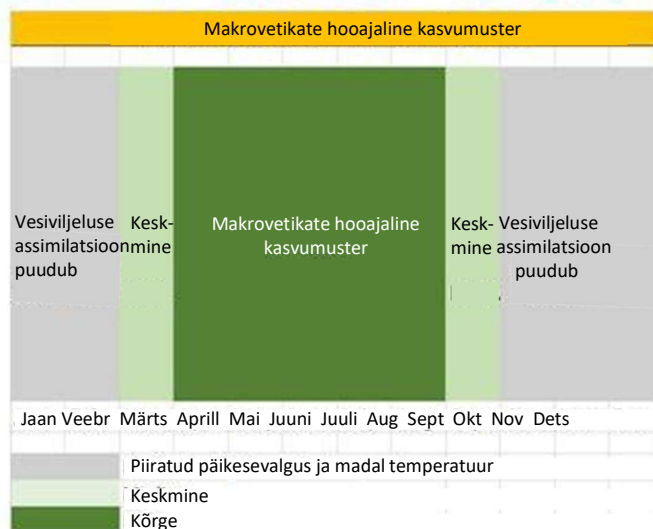 Makrovetikate hooajaline kasvumuster
Vesiviljeluse
assimilatsioon
puudub
Kesk-
mine
Makrovetikate hooajaline
kasvumuster
Kesk-
mine
Vesiviljeluse
assimilatsioon
puudub
Jaan Veebr Märts Aprill Mai Juuni Juuli Aug Sept Okt Nov Dets
Piiratud päikesevalgus ja madal temperatuur
Keskmine
Kõrge